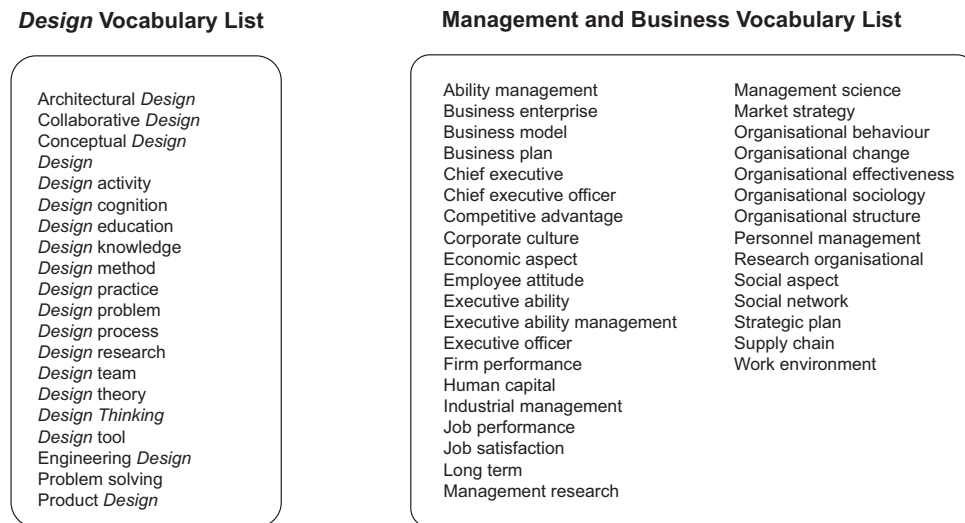 Design Vocabulary List
Architectural Design
Collaborative Design
Conceptual Design
Design
Design activity
Design cognition
Design education
Design knowledge
Design method
Design practice
Design problem
Design process
Design research
Design team
Design theory
Design Thinking
Design tool
Engineering Design
Problem solving
Product Design
Management and Business Vocabulary List
Ability management
Business enterprise
Business model
Business plan
Chief executive
Chief executive officer
Competitive advantage
Corporate culture
Economic aspect
Employee attitude
Executive ability
Executive ability management
Executive officer
Firm performance
Human capital
Industrial management
Job performance
Job satisfaction
Long term
Management research
Management science
Market strategy
Organisational behaviour
Organisational change
Organisational effectiveness
Organisational sociology
Organisational structure
Personnel management
Research organisational
Social aspect
Social network
Strategic plan
Supply chain
Work environment